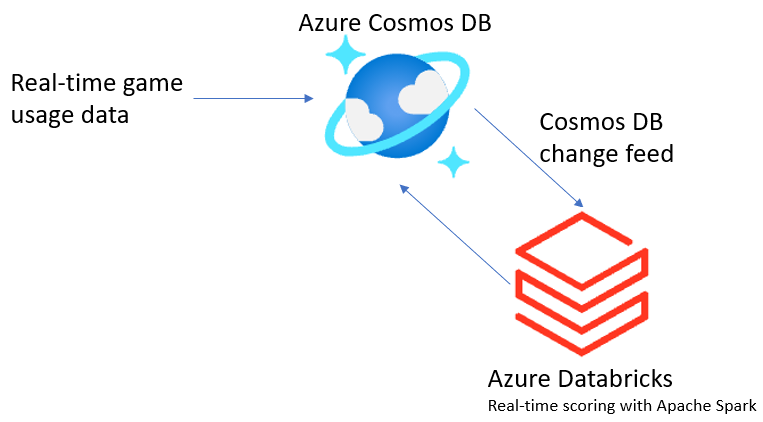 Azure Cosmos DB
Real-time game
usage data
Cosmos DB
change feed
Azure Databricks
Real-time scoring with Apache Spark